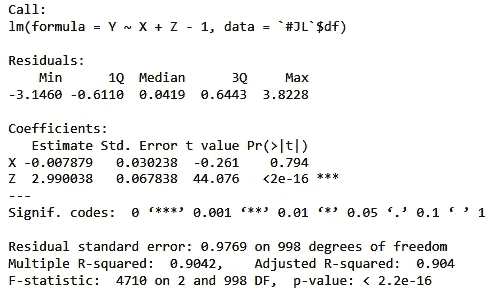 Call:
lm(formula = Y ~ X + Z - 1, data = `#JL`$df)
Residuals:
Min 1Q Median 3Q Max
-3.1460 -0.6110 0.0419 0.6443 3.8228
Coefficients:
Estimate Std. Error t value Pr(>|t|)
X -0.007879 0.030238 -0.261 0.794
Z 2.990038 0.067838 44.076 <2e-16 ***
---
Signif. codes: 0 ‘***’ 0.001 ‘**’ 0.01 ‘*’ 0.05 ‘.’ 0.1 ‘ ’ 1
Residual standard error: 0.9769 on 998 degrees of freedom
Multiple R-squared: 0.9042, Adjusted R-squared: 0.904
F-statistic: 4710 on 2 and 998 DF, p-value: < 2.2e-16